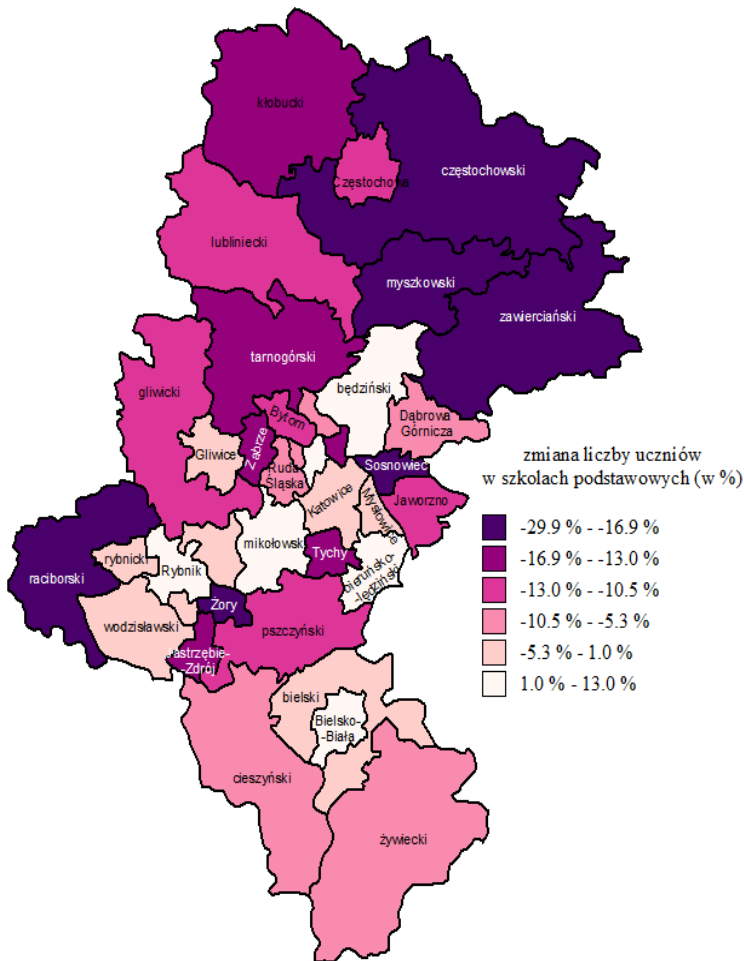 kłobucki
Częstochowa
częstochowski
lubliniecki
myszkowski
zawierciański
tarnogórski
będziński
gliwicki
Bytom
Dąbrowa
Górnicza
Gliwice
Zabrze
Ruda
Śląska
Sosnowiec
Katowice
Mysłowice
Jaworzno
zmiana liczby uczniów
w szkolach podstawowych (w %)
-29.9 % - -16.9 %
-16.9 % - -13.0 %
-13.0 % - -10.5 %
-10.5 % - -5.3 %
-5.3 % - 1.0 %
1.0 % - 13.0 %
raciborski
rybnicki
Rybnik
mikołowsk
Tychy
bieruńsko-
-lędziński
wodzisławski
Żory
pszczyński
Jastrzębie-
-Zdrój
bielski
Bielsko-
-Biała
cieszyński
żywiecki